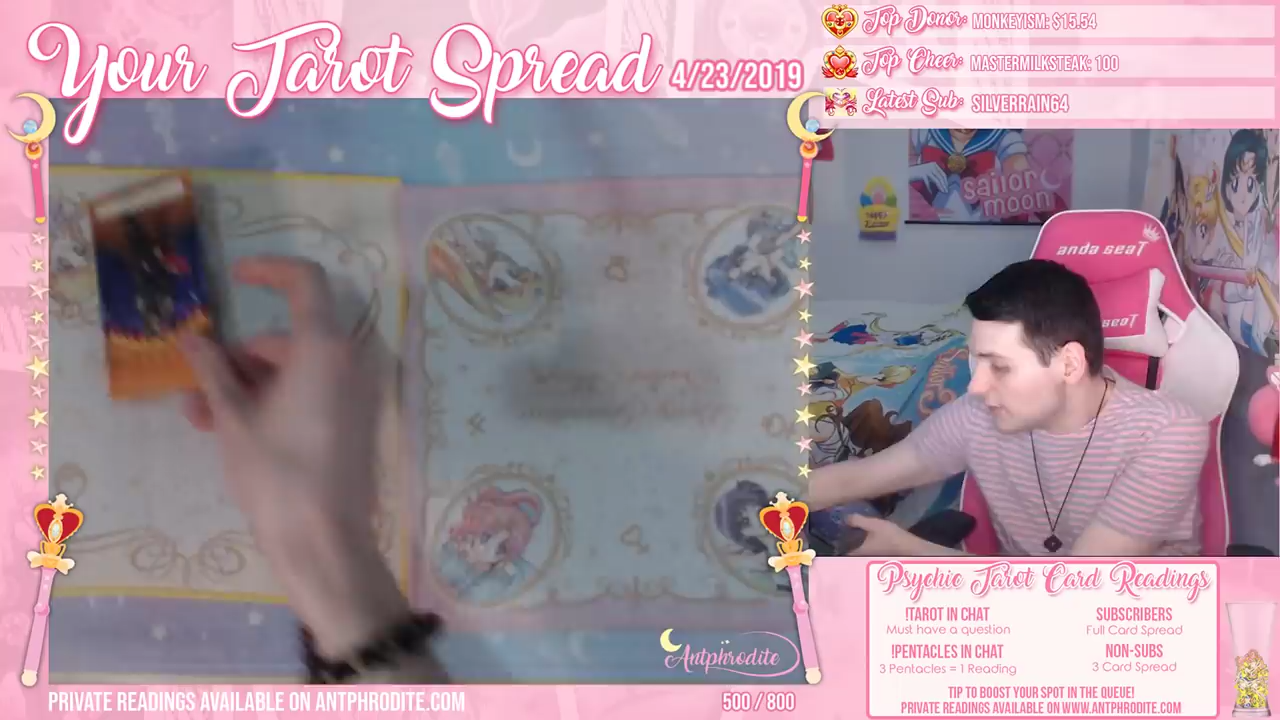 Your Tarot Spread 4/23/2019
Top Donor: MONKEYISM: $15.54
Top Cheer: MASTERMILKSTEAK: 100
Latest Sub: SILVERRAIN64
sailor
moon
anda seaT
seaT
Antphrödite
PRIVATE READINGS AVAILABLE ON ANTPHRODITE.COM
500 / 800
Psychic Tarot Card Readings
!TAROT IN CHAT
Must have a question
!PENTACLES IN CHAT
3 Pentacles = 1 Reading
SUBSCRIBERS
Full Card Spread
NON-SUBS
3 Card Spread
TIP TO BOOST YOUR SPOT IN THE QUEUE!
PRIVATE READINGS AVAILABLE ON WWW.ANTPHRODITE.COM